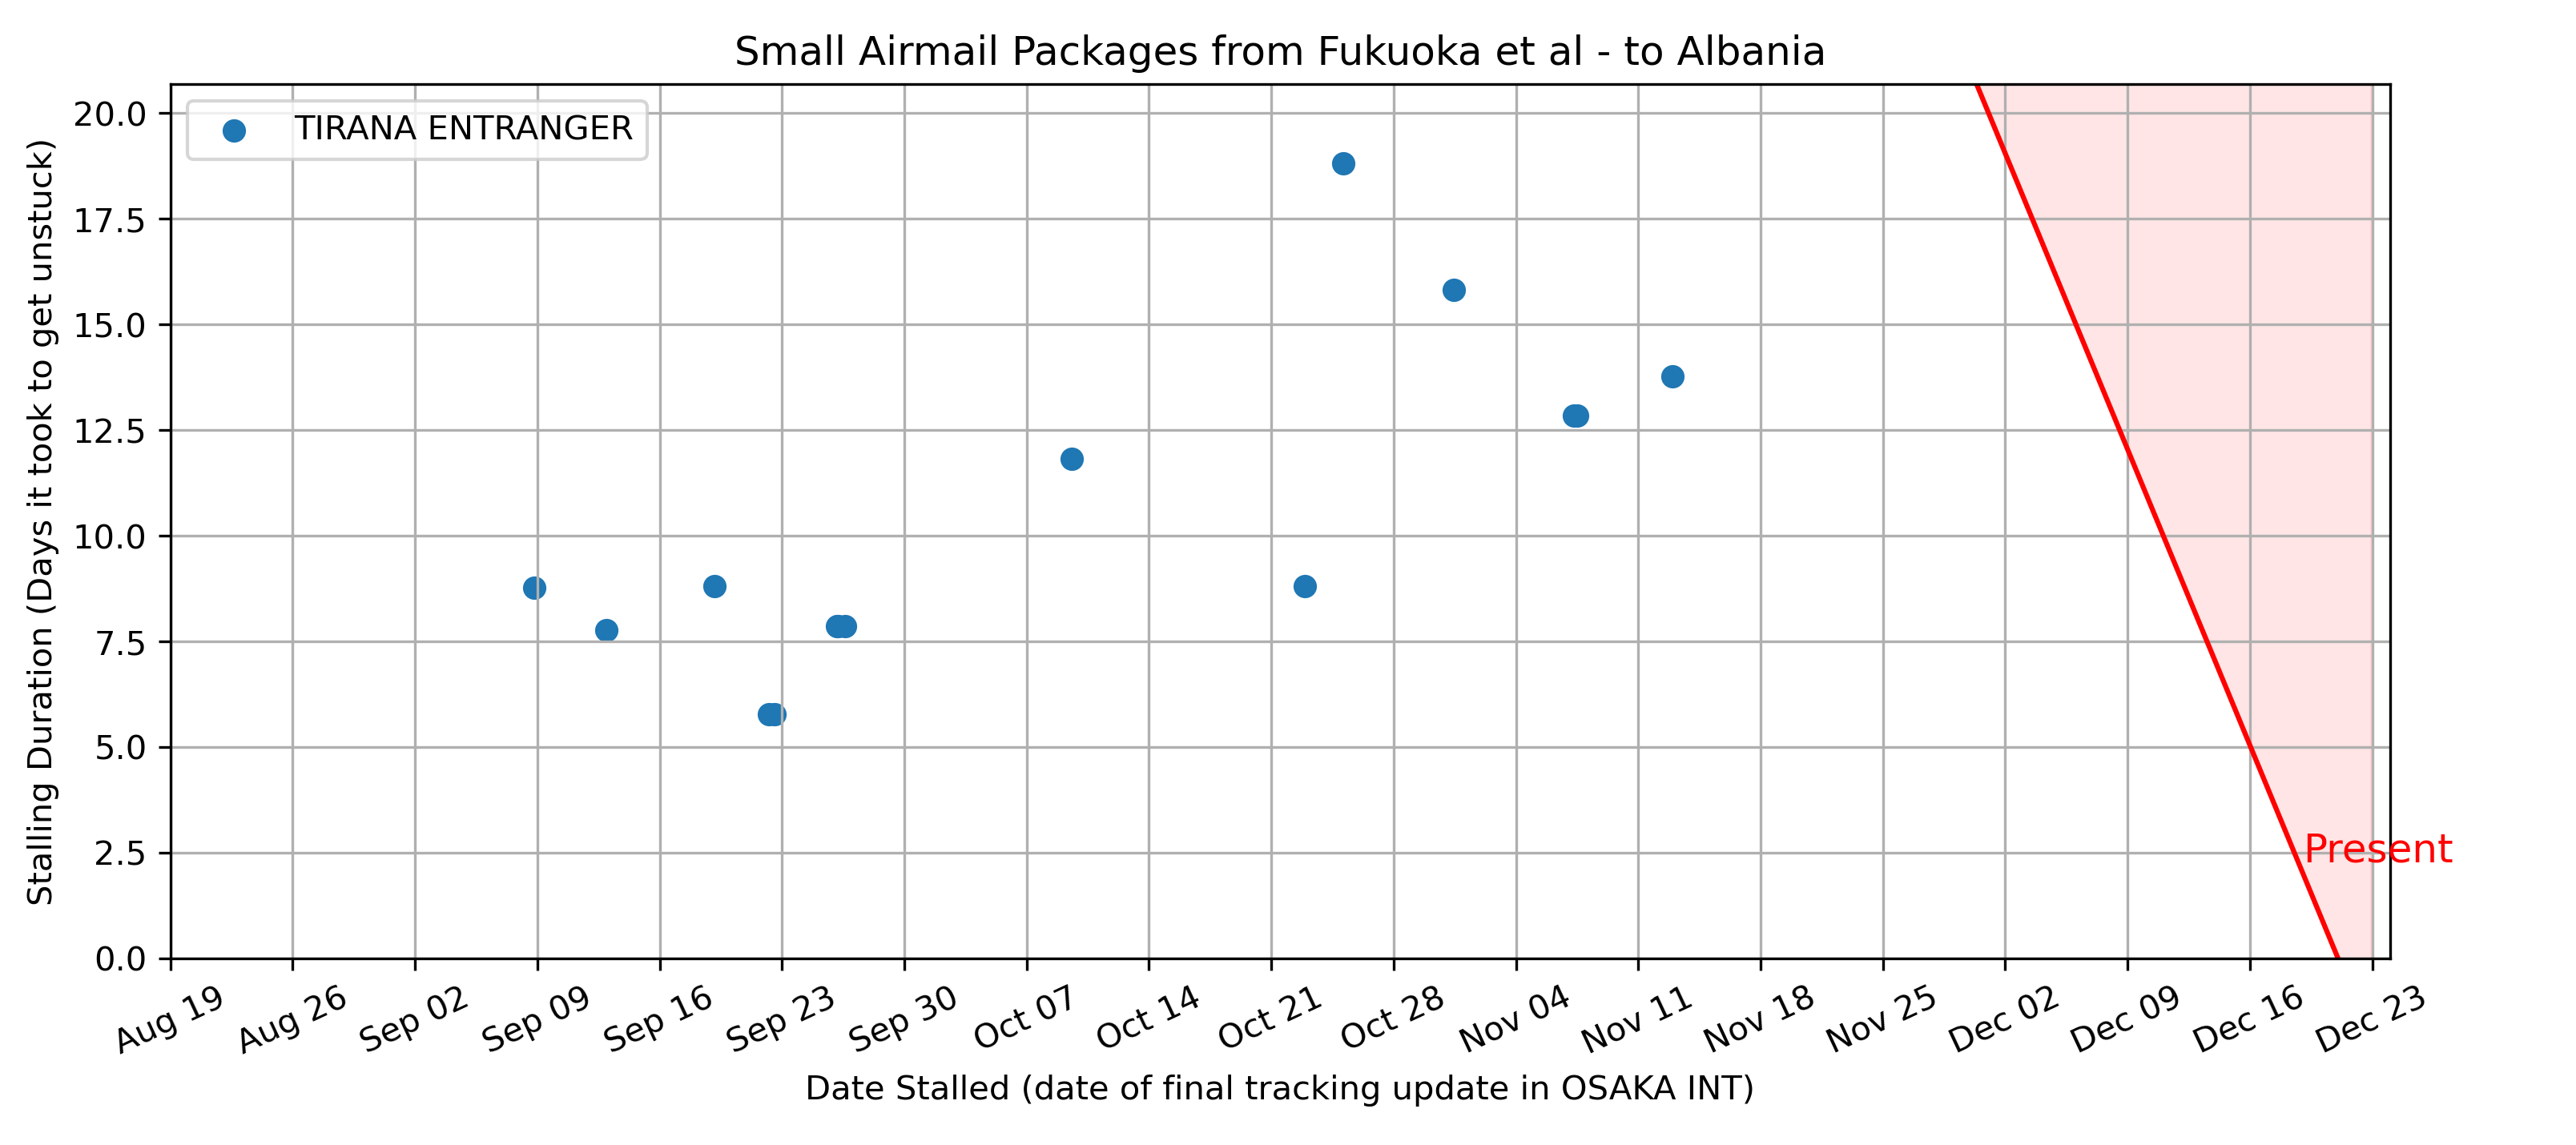 Small Airmail Packages from Fukuoka et al - to Albania
TIRANA ENTRANGER
Stalling Duration (Days it took to get unstuck)
20.0
17.5
15.0
12.5
10.0
7.5
5.0
2.5
0.0
Present
Aug 19
Aug 26
Sep 02
Sep 09
Sep 16
Sep 23
Sep 30
Oct 07
Oct 14
Oct 21
Oct 28
Nov 04
Nov 11
Nov 18
Nov 25
Dec 02
Dec 09
Dec 16
Dec 23
Date Stalled (date of final tracking update in OSAKA INT)